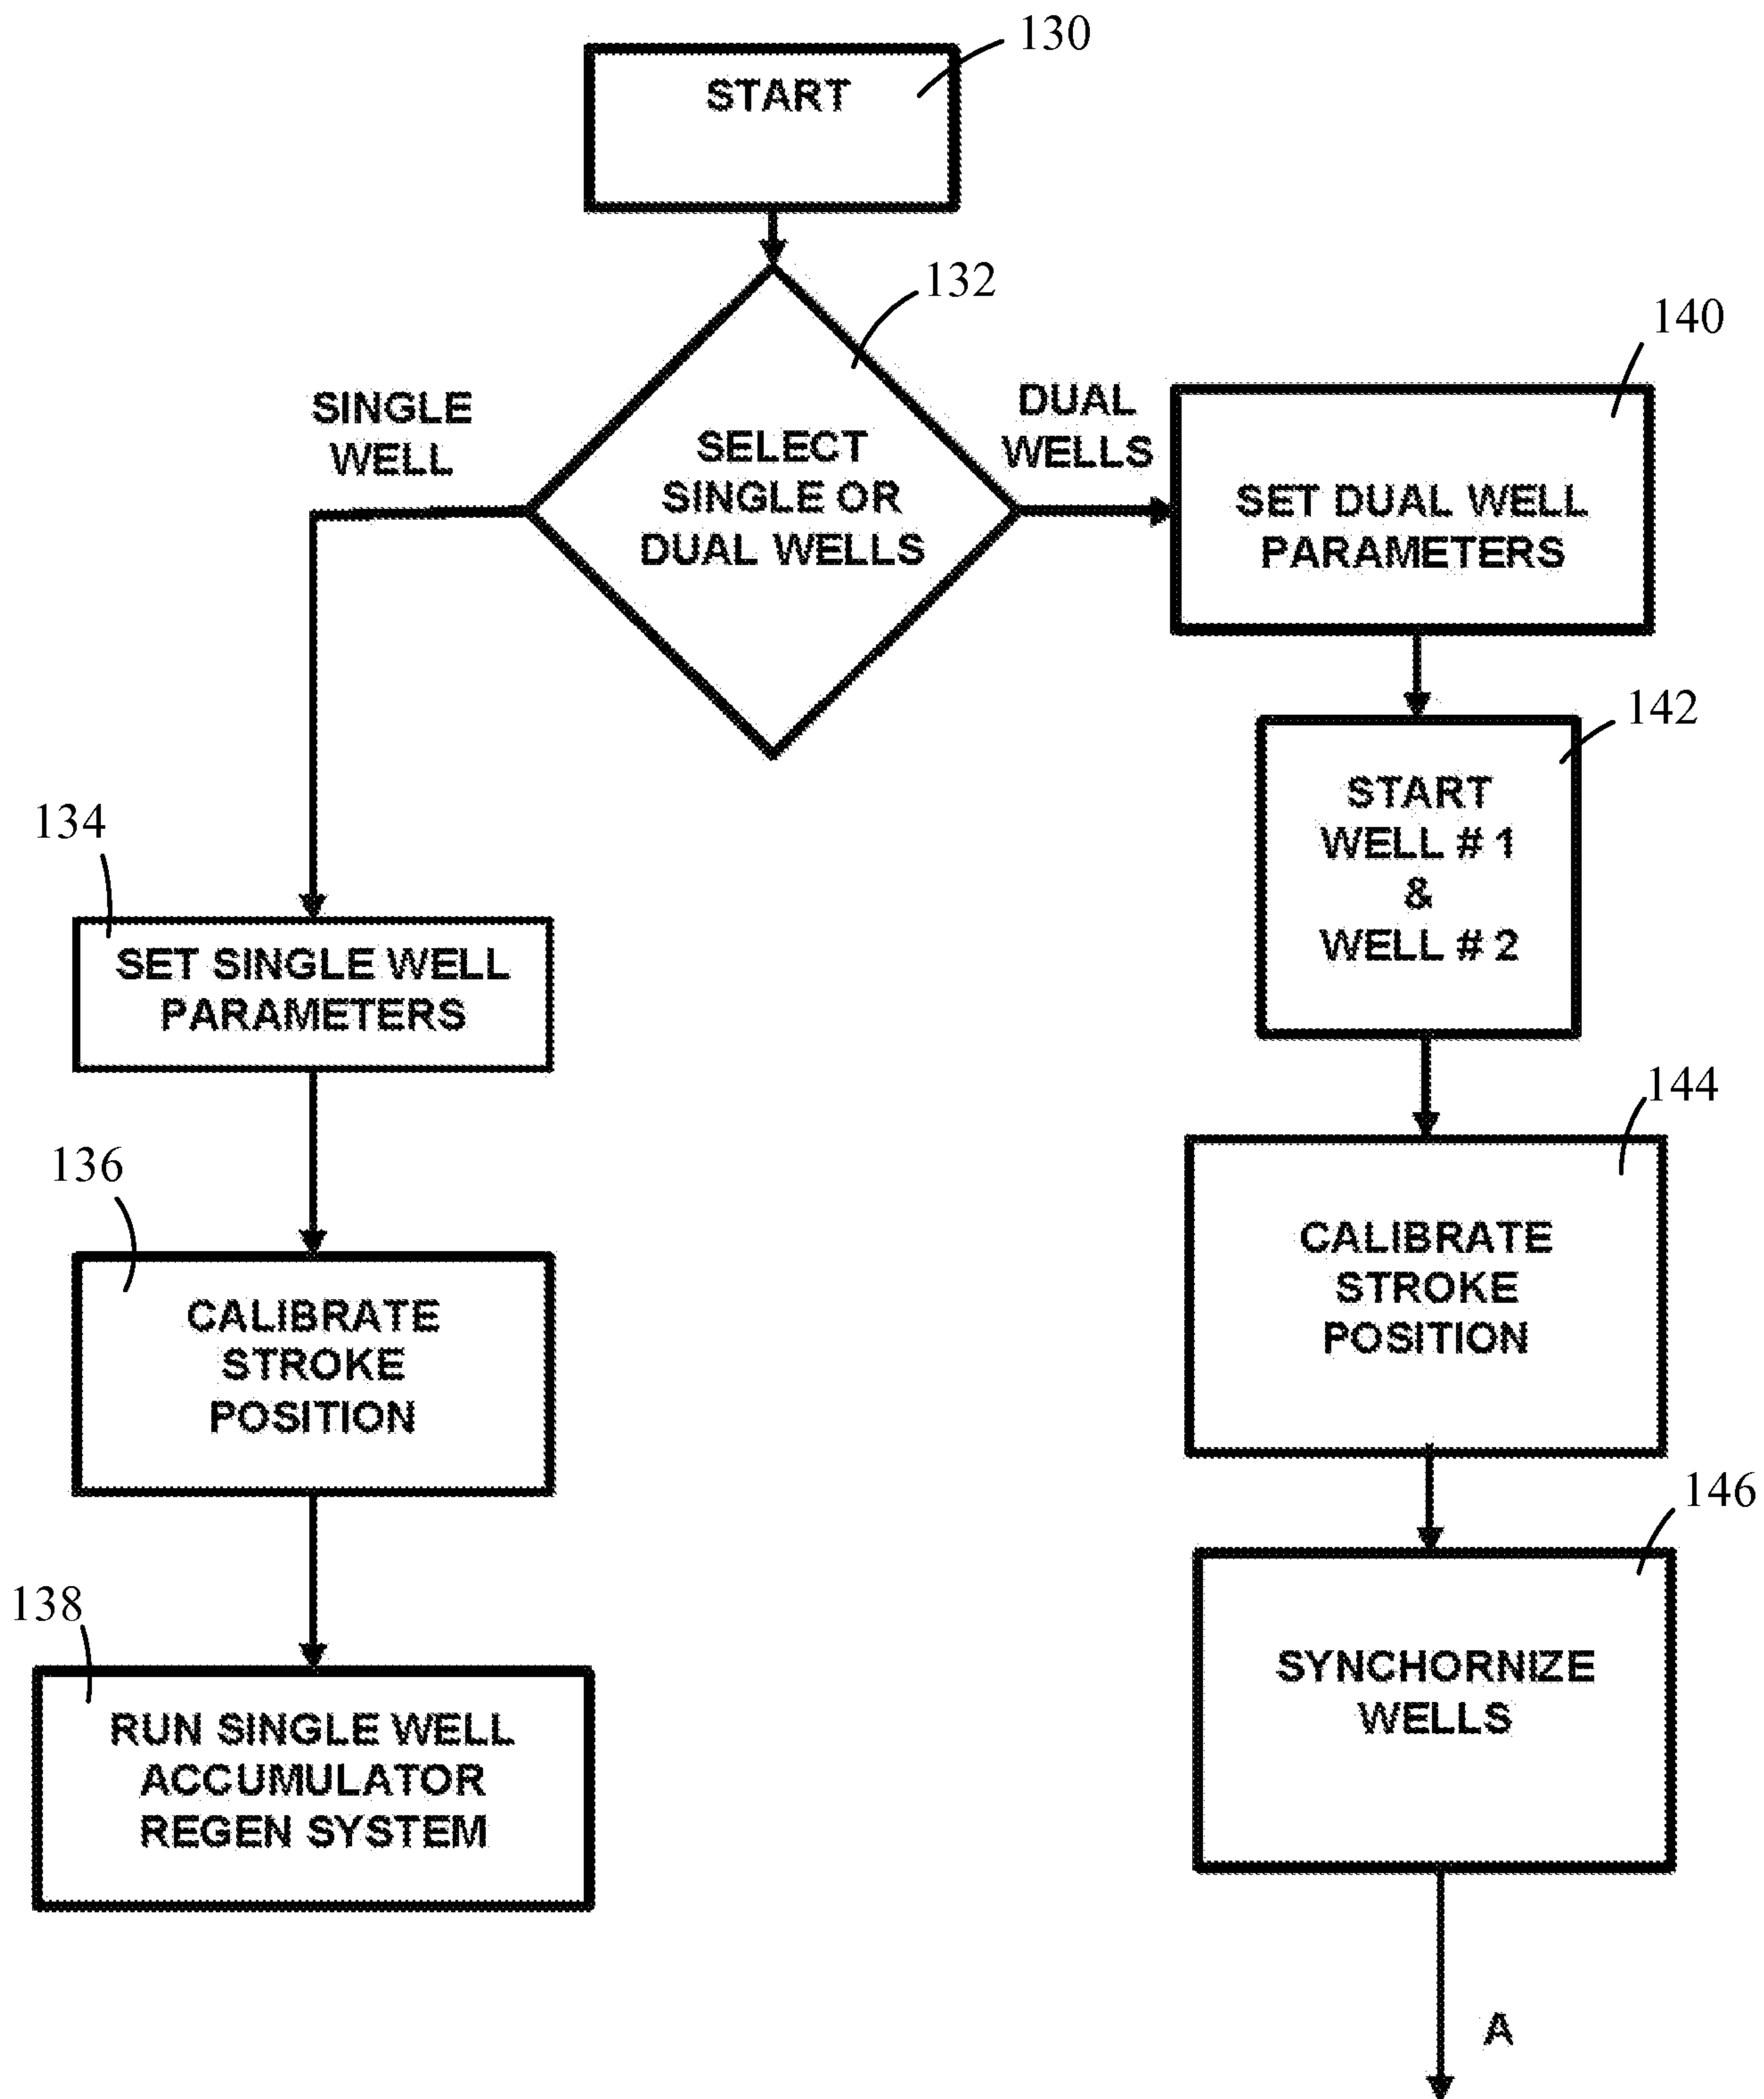 130
START
132
SELECT
SINGLE OR
DUAL WELLS
SINGLE
WELL
DUAL
WELLS
134
SET SINGLE WELL
PARAMETERS
136
CALIBRATE
STROKE
POSITION
138
RUN SINGLE WELL
ACCUMULATOR
REGEN SYSTEM
140
SET DUAL WELL
PARAMETERS
142
START
WELL # 1
&
WELL # 2
144
CALIBRATE
STROKE
POSITION
146
SYNCHORNIZE
WELLS
A